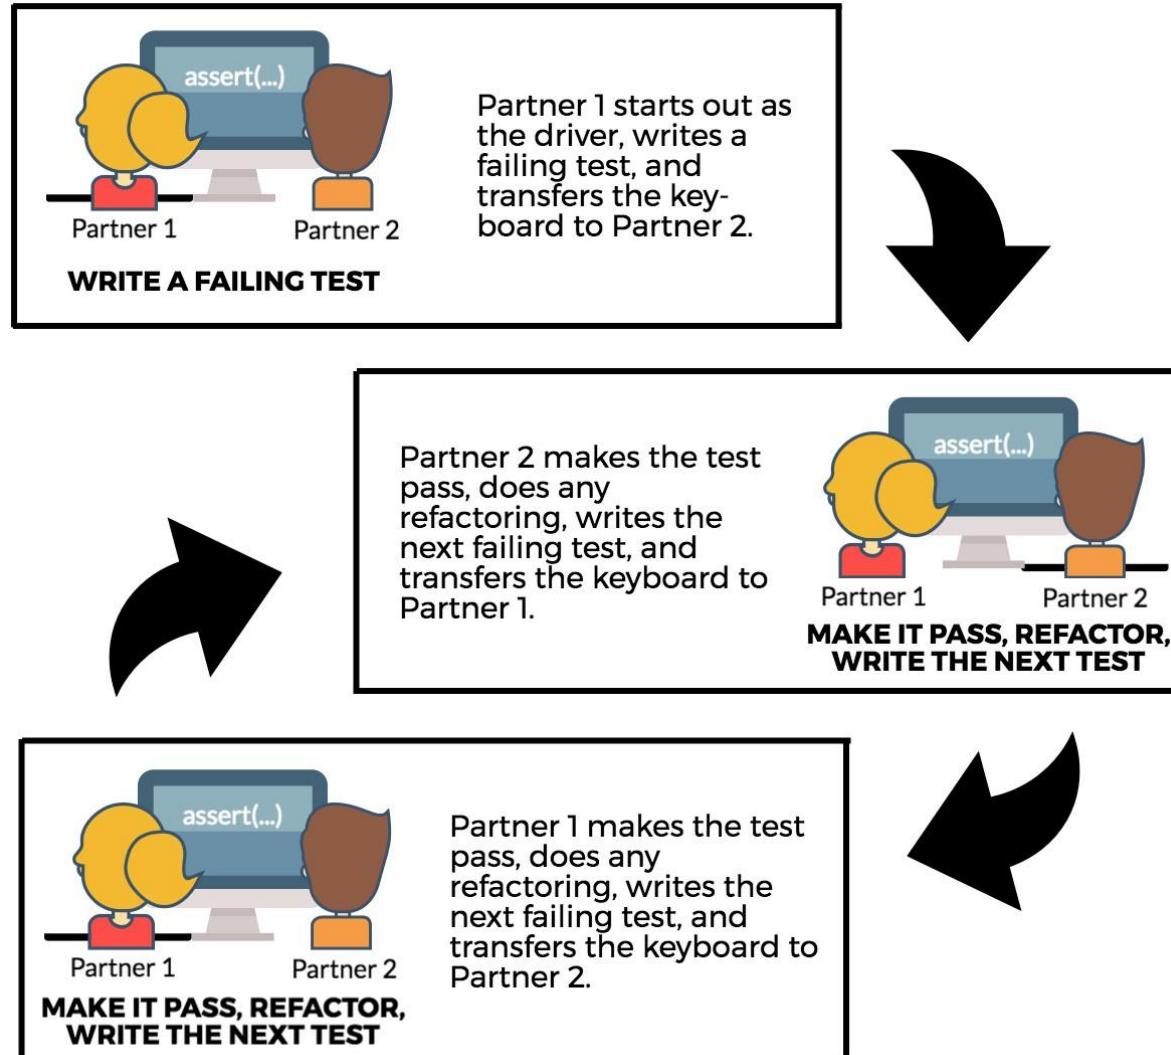 assert(...)
Partner 1
Partner 2
WRITE A FAILING TEST
Partner 1 starts out as
the driver, writes a
failing test, and
transfers the key-
board to Partner 2.
Partner 2 makes the test
pass, does any
refactoring, writes the
next failing test, and
transfers the keyboard to
Partner 1.
assert(...)
Partner 1
Partner 2
MAKE IT PASS, REFACTOR,
WRITE THE NEXT TEST
assert(...)
Partner 1
Partner 2
MAKE IT PASS, REFACTOR,
WRITE THE NEXT TEST
Partner 1 makes the test
pass, does any
refactoring, writes the
next failing test, and
transfers the keyboard to
Partner 2.